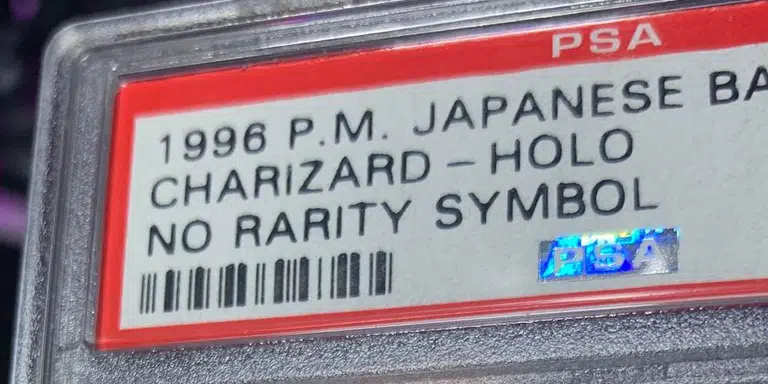 PSA
1996 P.M. JAPANESE BA
CHARIZARD – HOLO
NO RARITY SYMBOL
PSA